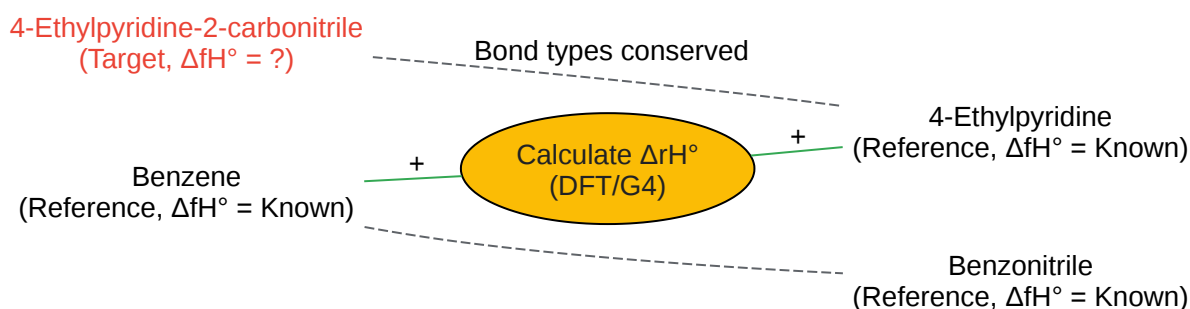 4-Ethylpyridine-2-carbonitrile
(Target, ΔfH° = ?)
Bond types conserved
4-Ethylpyridine
(Reference, ΔfH° = Known)
+
+
Calculate ΔrH°
(DFT/G4)
Benzene
(Reference, ΔfH° = Known)
Benzonitrile
(Reference, ΔfH° = Known)